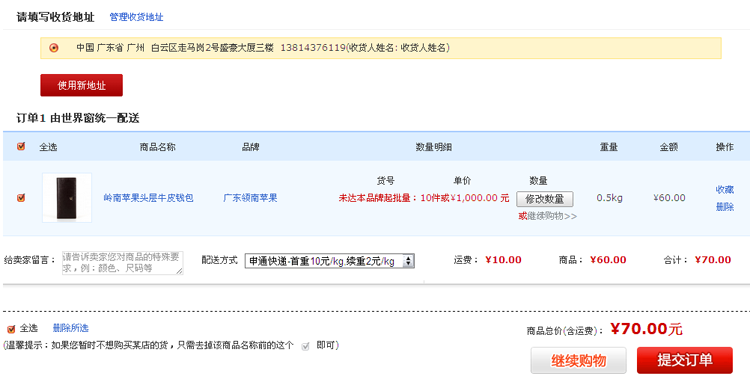 请填写收货地址 管理收货地址
中国 广东省 广州 白云区走马岗2号盛豪大厦三楼 13814376119(收货人姓名: 收货人姓名)
使用新地址
订单1 由世界窗统一配送
全选 商品名称 品牌 数量明细 重量 金额 操作
货号 单价 数量
岭南苹果头层牛皮钱包 广东领南苹果 未达本品牌起批量：10件或¥1,000.00 元 修改数量 0.5kg ¥60.00 收藏
或继续购物>> 删除
给卖家留言： 请告诉卖家您对商品的特殊要求，例：颜色、尺码等 配送方式 申通快递-首重10元/kg 续重2元/kg 运费： ¥10.00 商品： ¥60.00 合计： ¥70.00
全选 删除所选 商品总价(含运费)： ¥70.00元
(温馨提示：如果您暂时不想购买某店的货，只需去掉该商品名称前的这个 即可)
继续购物 提交订单